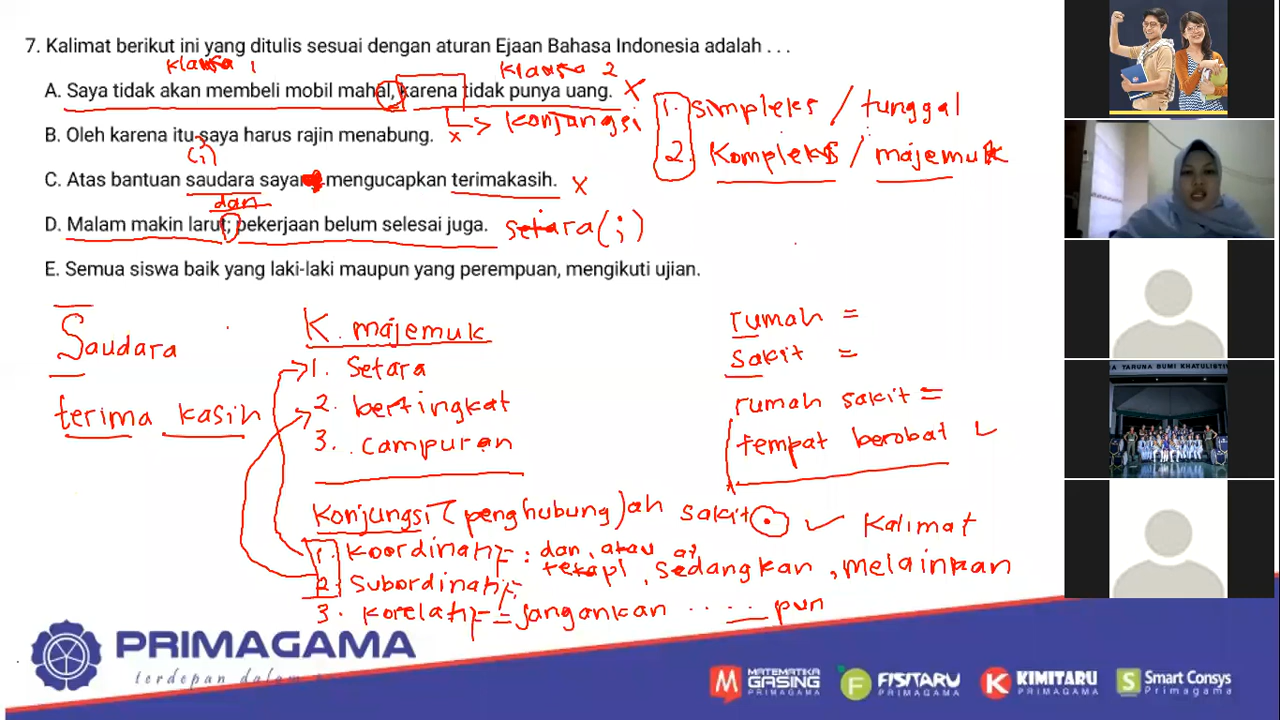 7. Kalimat berikut ini yang ditulis sesuai dengan aturan Ejaan Bahasa Indonesia adalah . . .
klausa 1
klausa 2
A. Saya tidak akan membeli mobil mahal, karena tidak punya uang. x
konjungsi
1. simpleks / tunggal
B. Oleh karena itu saya harus rajin menabung. x
(,)
2. Kompleks / majemuk
C. Atas bantuan saudara saya mengucapkan terimakasih. x
dan
D. Malam makin larut; pekerjaan belum selesai juga. setara (;)
E. Semua siswa baik yang laki-laki maupun yang perempuan, mengikuti ujian.
Saudara
terima kasih
K. majemuk
1. Setara
2. bertingkat
3. campuran
rumah =
sakit =
rumah sakit =
tempat berobat
Konjungsi (penghubung)
ah sakit . Kalimat
1. Koordinatif = dan, atau
tetapi, sedangkan, melainkan
2. Subordinatif =
3. Korelatif = jangankan ..... pun
PRIMAGAMA
terdepan dalam
MATEMATIKA
GASING
PRIMAGAMA
FISITARU
PRIMAGAMA
KIMITARU
PRIMAGAMA
Smart Consys
Primagama
TARUNA BUMI KHATULISTI